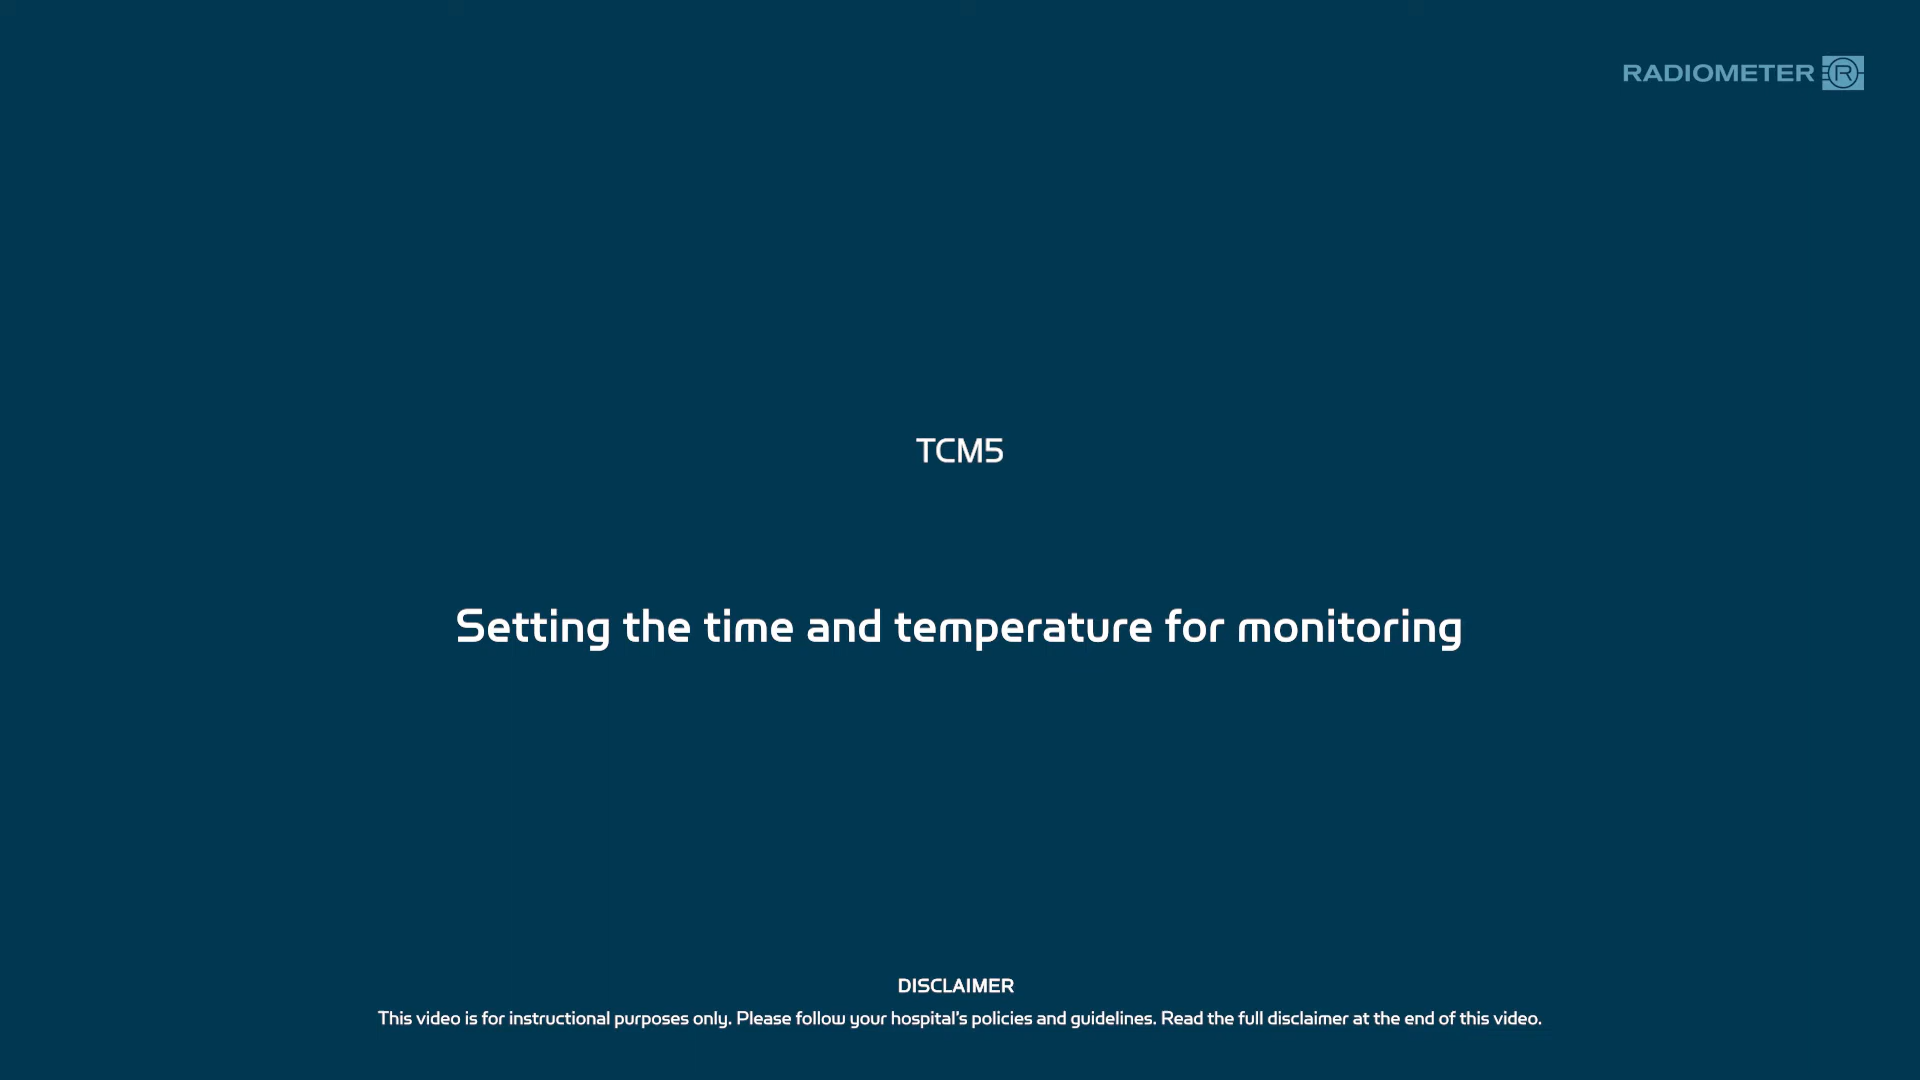 RADIOMETER
TCM5
Setting the time and temperature for monitoring
DISCLAIMER
This video is for instructional purposes only. Please follow your hospital's policies and guidelines. Read the full disclaimer at the end of this video.